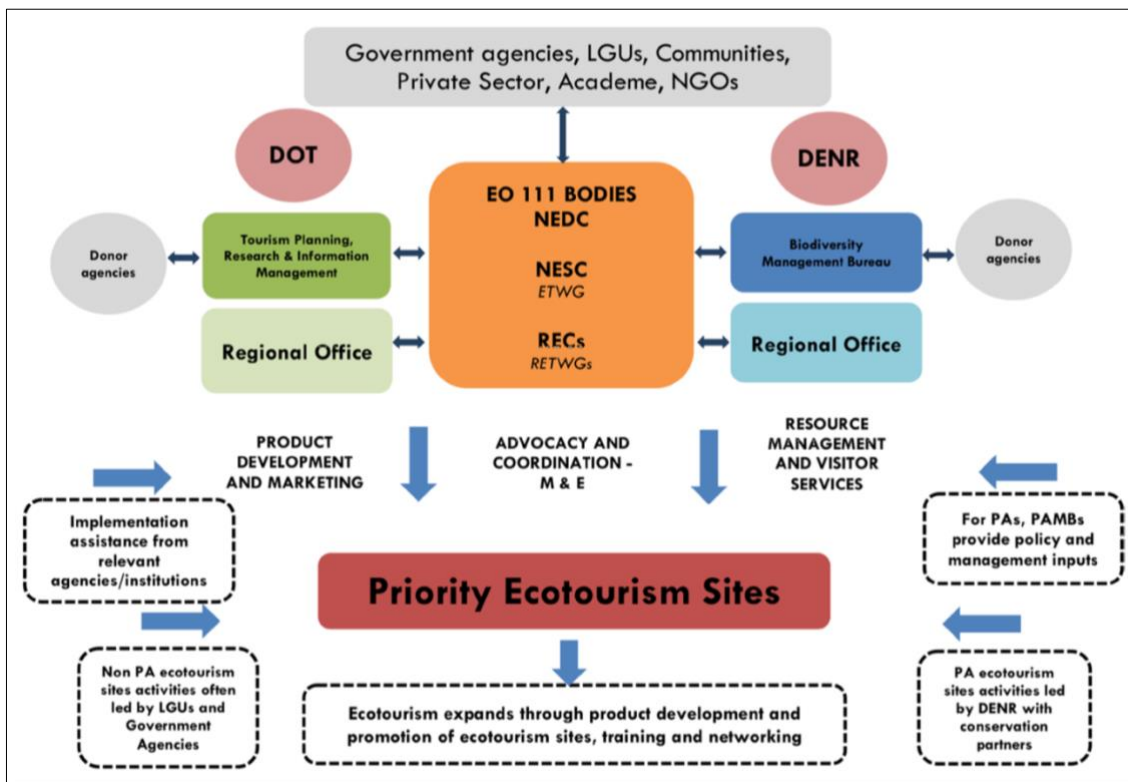 Government agencies, LGUs, Communities,
Private Sector, Academe, NGOs
DOT
DENR
EO 111 BODIES
NEDC
NESC
ETWG
RECs
RETWGs
Donor
agencies
Tourism Planning,
Research & Information
Management
Regional Office
Biodiversity
Management Bureau
Regional Office
Donor
agencies
PRODUCT
DEVELOPMENT
AND MARKETING
ADVOCACY AND
COORDINATION -
M & E
RESOURCE
MANAGEMENT
AND VISITOR
SERVICES
Implementation
assistance from
relevant
agencies/institutions
For PAs, PAMBs
provide policy and
management inputs
Priority Ecotourism Sites
Non PA ecotourism
sites activities often
led by LGUs and
Government
Agencies
Ecotourism expands through product development and
promotion of ecotourism sites, training and networking
PA ecotourism
sites activities led
by DENR with
conservation
partners